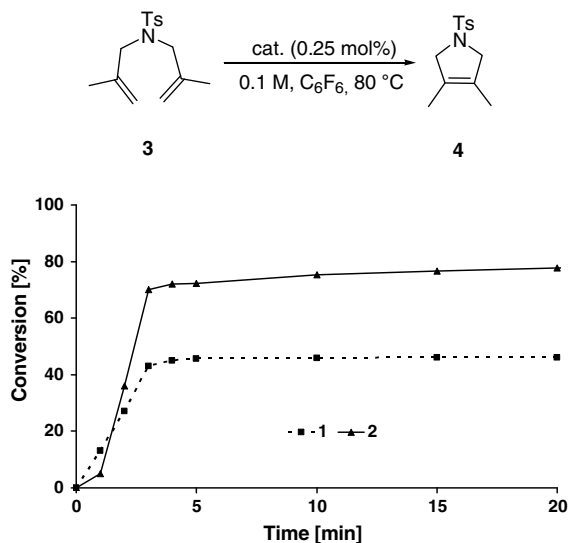 Ts
N
Ts
N
cat. (0.25 mol%)
0.1 M, C₆F₆, 80 °C
3
4
100
80
60
40
20
0
Conversion [%]
1
2
0
5
10
15
20
Time [min]